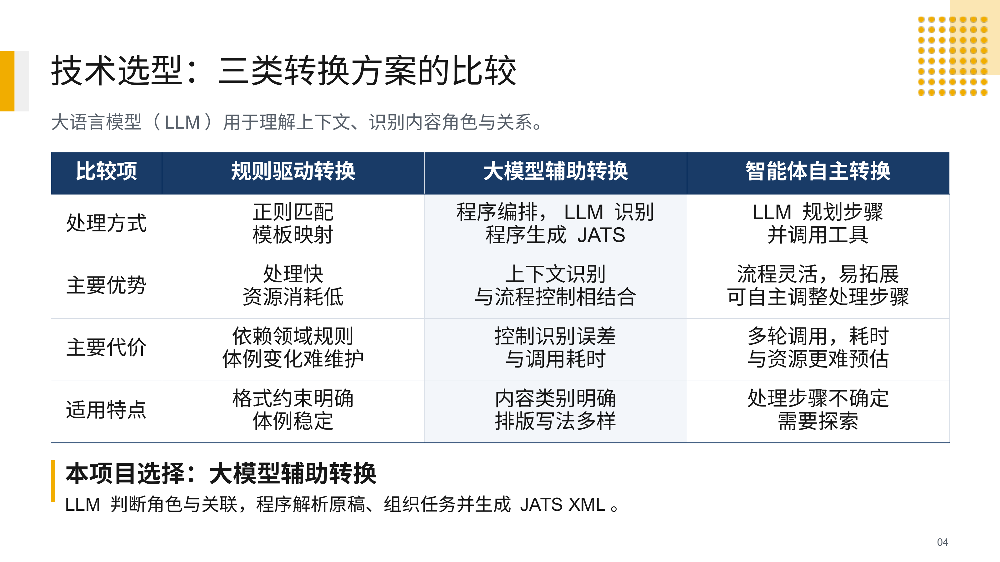 技术选型：三类转换方案的比较
大语言模型（LLM）用于理解上下文、识别内容角色与关系。
比较项 规则驱动转换 大模型辅助转换 智能体自主转换
处理方式
正则匹配
模板映射
程序编排，LLM 识别
程序生成 JATS
LLM 规划步骤
并调用工具
主要优势
处理快
资源消耗低
上下文识别
与流程控制相结合
流程灵活，易拓展
可自主调整处理步骤
主要代价
依赖领域规则
体例变化难维护
控制识别误差
与调用耗时
多轮调用，耗时
与资源更难预估
适用特点
格式约束明确
体例稳定
内容类别明确
排版写法多样
处理步骤不确定
需要探索
本项目选择：大模型辅助转换
LLM 判断角色与关联，程序解析原稿、组织任务并生成 JATS XML。
04